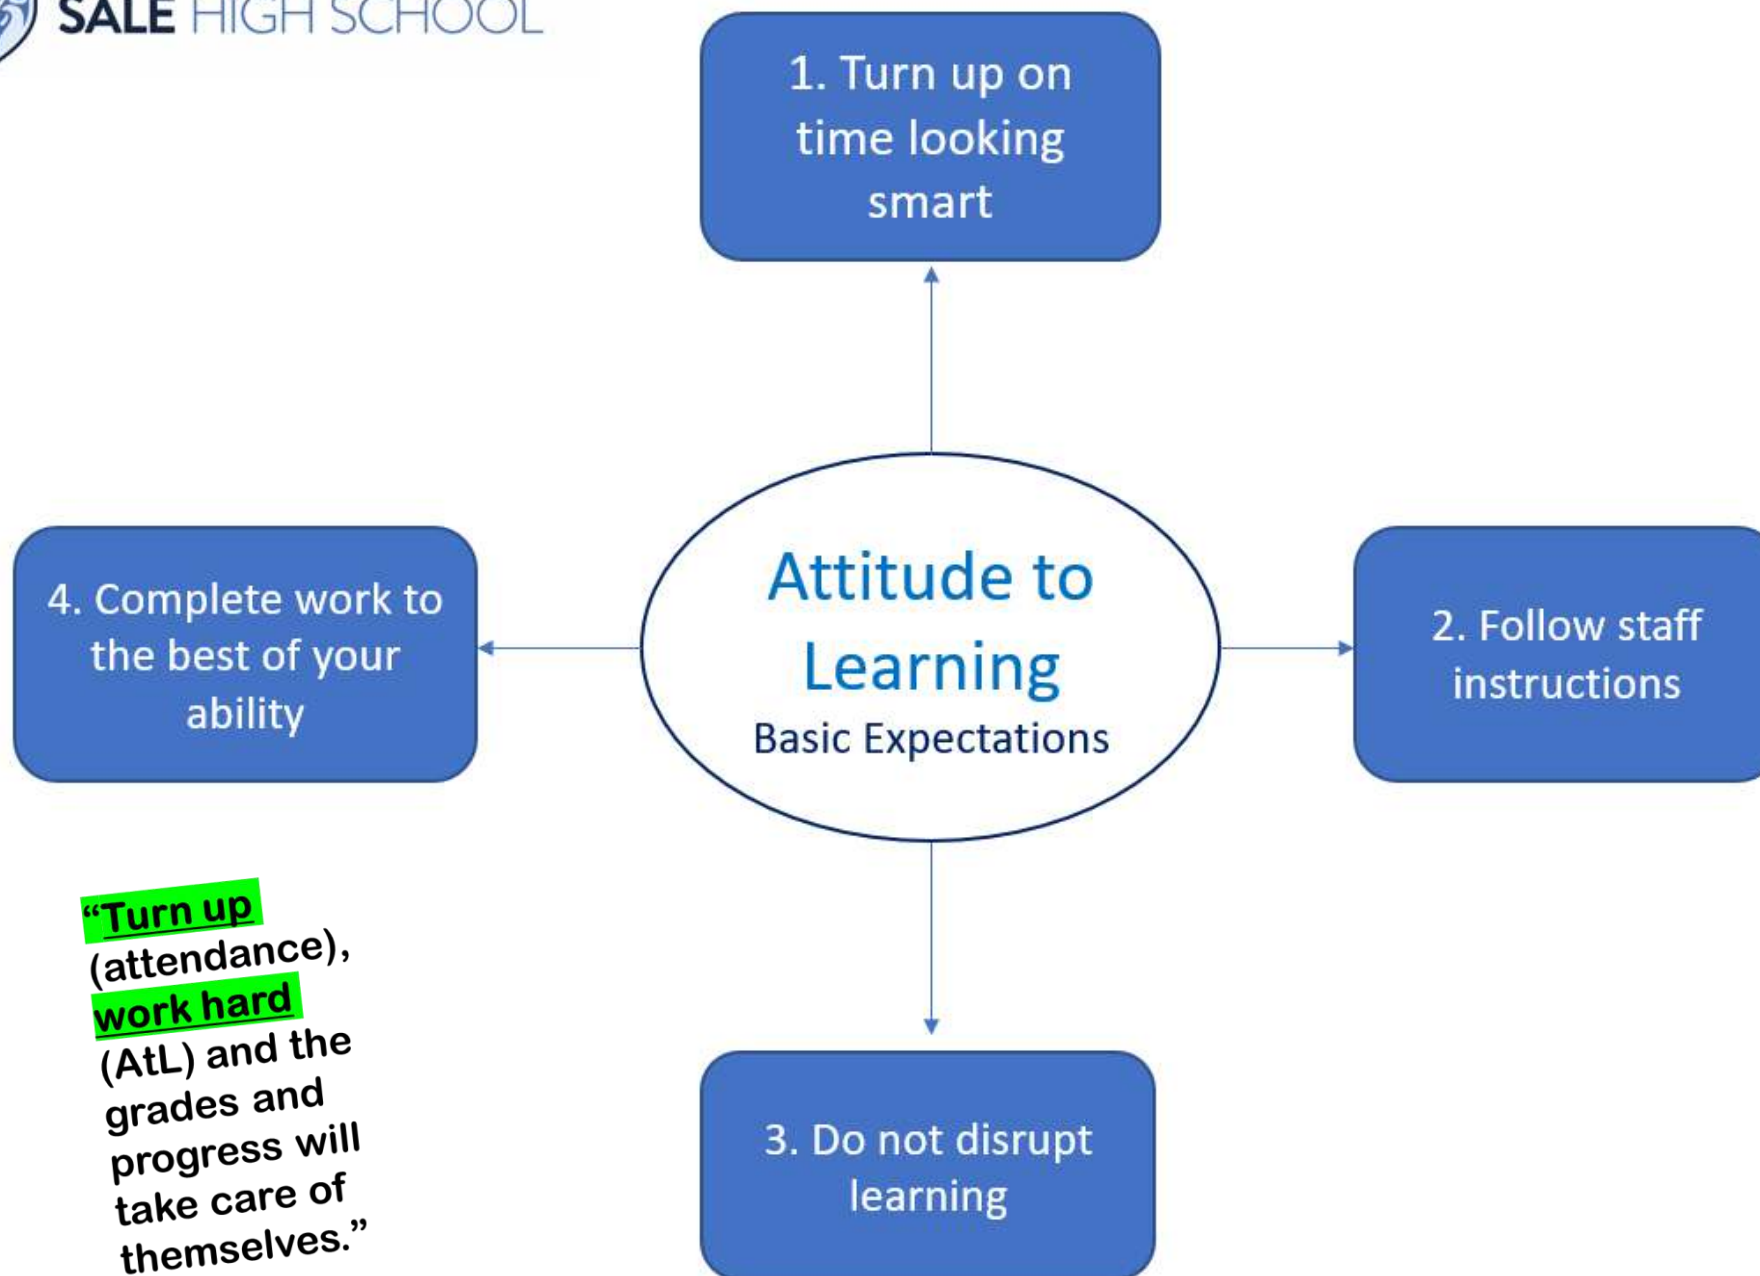 SALE HIGH SCHOOL
1. Turn up on
time looking
smart
Attitude to
Learning
Basic Expectations
2. Follow staff
instructions
3. Do not disrupt
learning
4. Complete work to
the best of your
ability
“Turn up
(attendance),
work hard
(AtL) and the
grades and
progress will
take care of
themselves.”